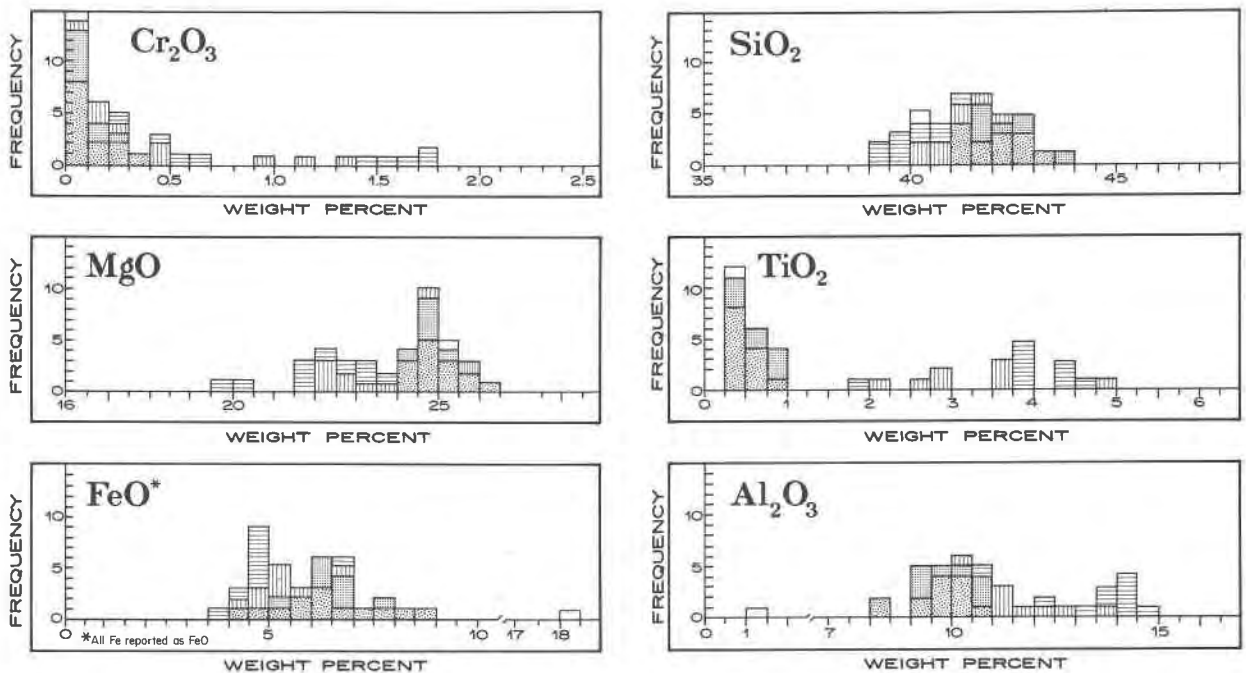 Cr₂O₃
FREQUENCY
10
5
0
0 0.5 1.0 1.5 2.0 2.5
WEIGHT PERCENT
SiO₂
FREQUENCY
10
5
0
35 40 45
WEIGHT PERCENT
MgO
FREQUENCY
10
5
0
16 20 25
WEIGHT PERCENT
TiO₂
FREQUENCY
10
5
0
0 1 2 3 4 5 6
WEIGHT PERCENT
FeO*
FREQUENCY
10
5
0
0 5 10 17 18
*All Fe reported as FeO
WEIGHT PERCENT
Al₂O₃
FREQUENCY
10
5
0
0 1 7 10 15
WEIGHT PERCENT